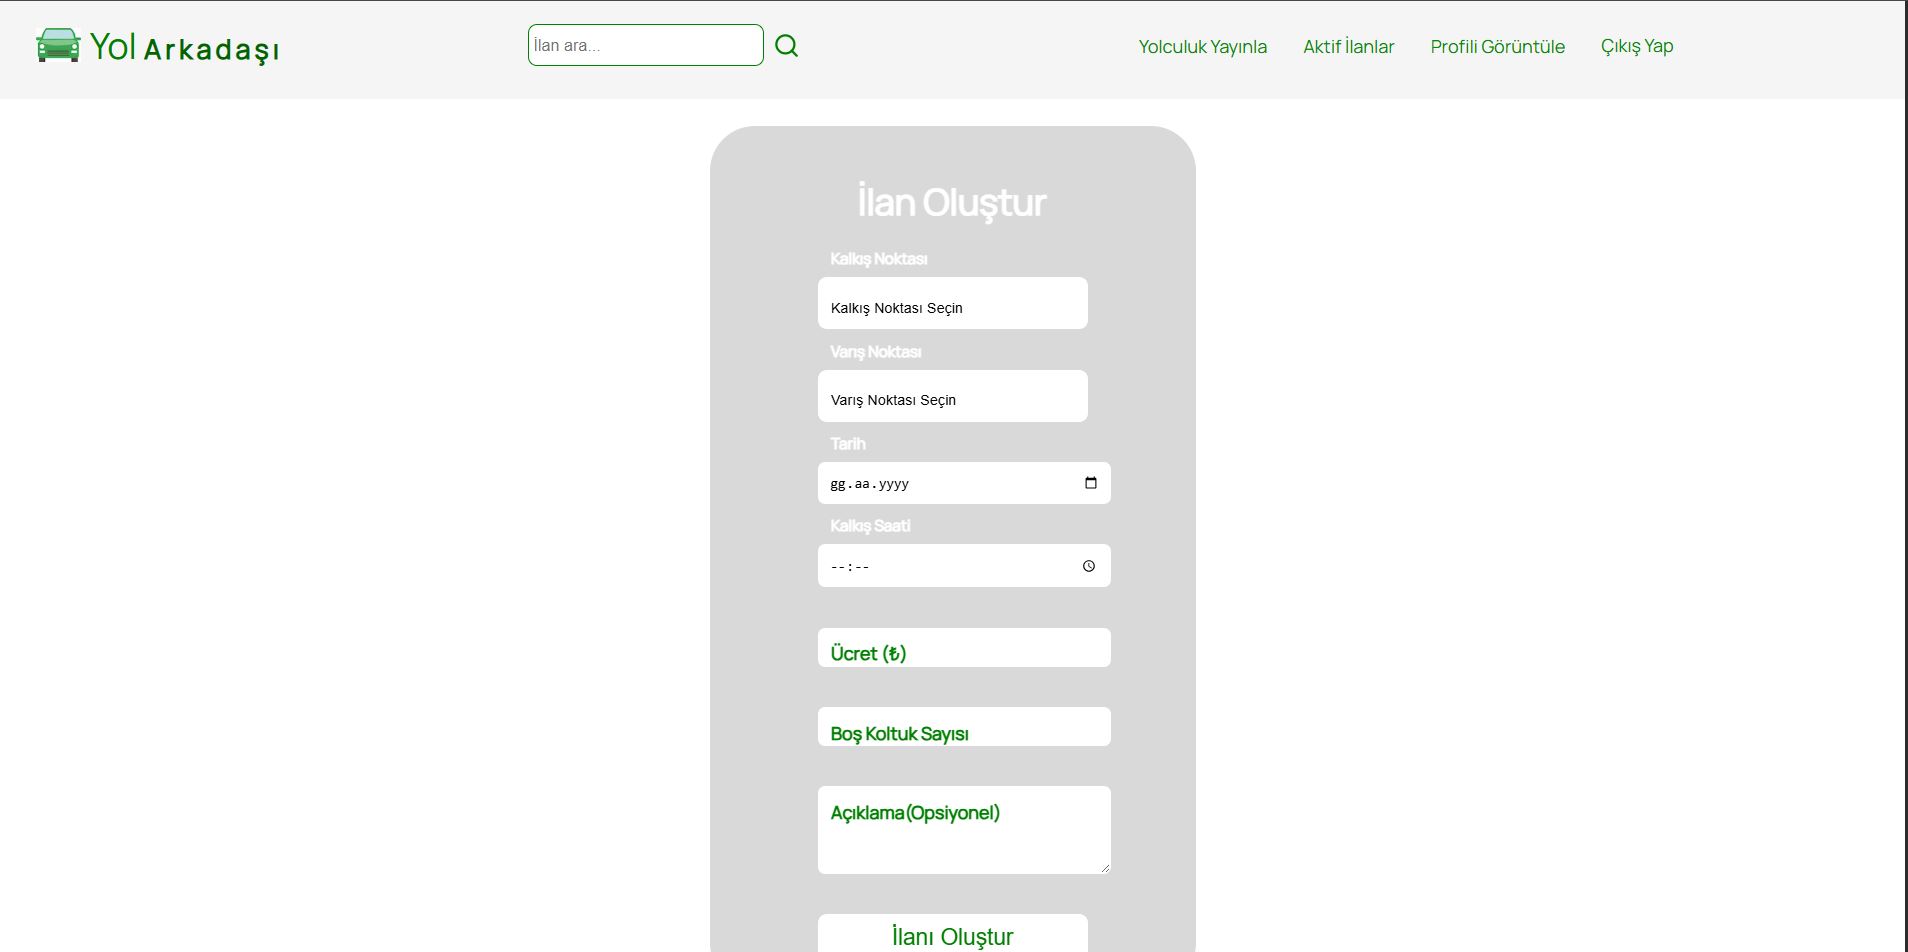 Yol Arkadaşı
İlan ara...
Yolculuk Yayınla
Aktif İlanlar
Profili Görüntüle
Çıkış Yap
İlan Oluştur
Kalkış Noktası
Kalkış Noktası Seçin
Varış Noktası
Varış Noktası Seçin
Tarih
gg.aa.yyyy
Kalkış Saati
--:--
Ücret (₺)
Boş Koltuk Sayısı
Açıklama(Opsiyonel)
İlanı Oluştur